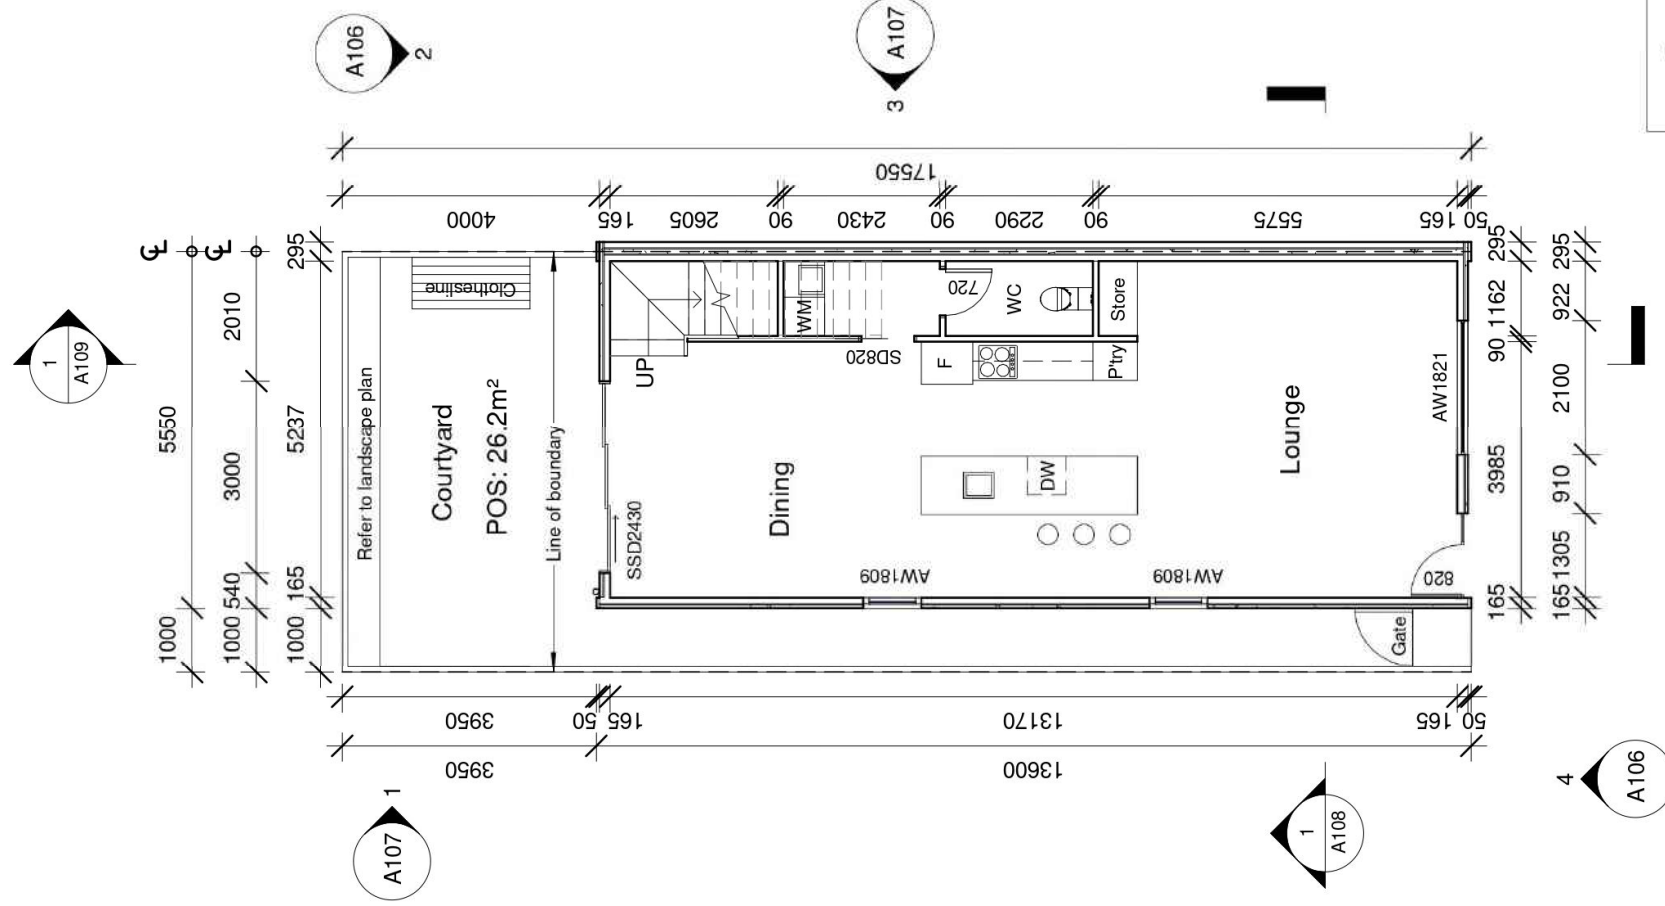 A106
2
A107
3
17550
4000
165
2605
90
2430
90
2290
90
5575
165
50
℄
℄
295
2010
5550
3000
5237
540
165
1000
1000
1000
1
A109
Refer to landscape plan
Clothesline
Courtyard
POS: 26.2m²
Line of boundary
UP
WM
SD820
720
WC
Store
F
P'try
SSD2430
Dining
DW
Lounge
AW1821
AW1809
AW1809
820
Gate
295
1162
90
3985
165
295
922
2100
910
1305
165
3950
50
165
13170
165
50
3950
13600
1
A107
1
A108
4
A106